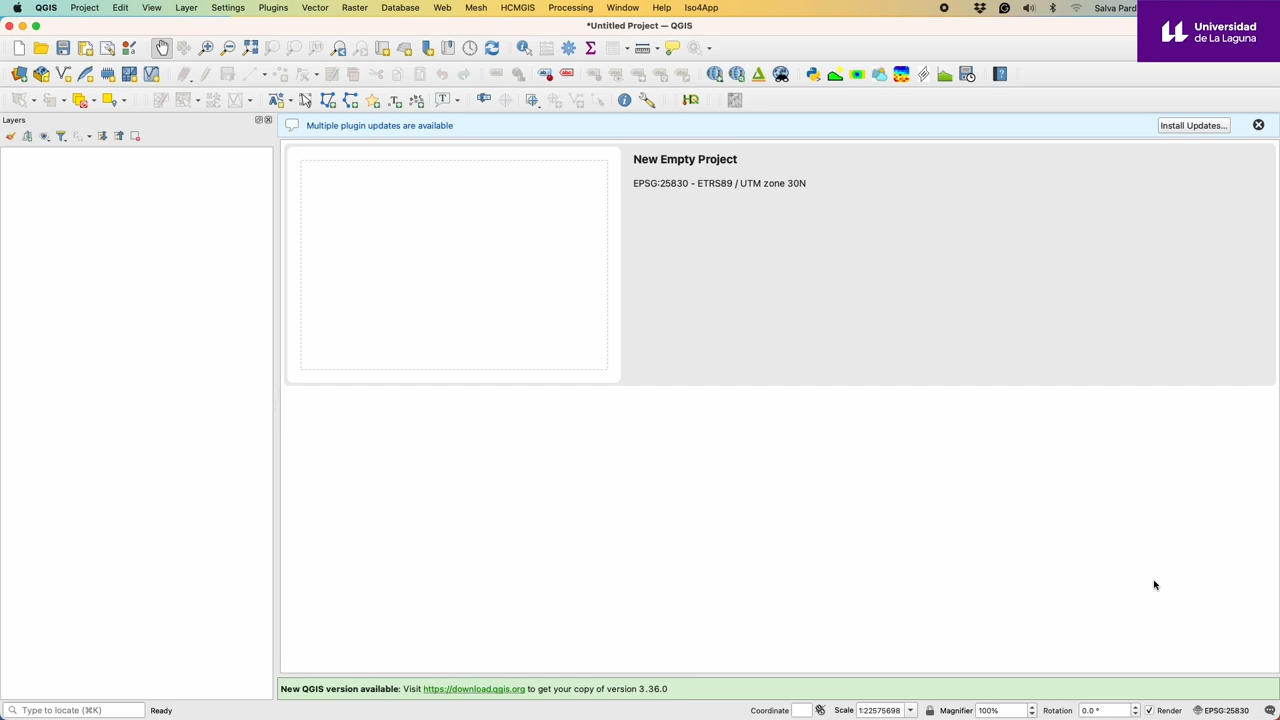 QGIS Project Edit View Layer Settings Plugins Vector Raster Database Web Mesh HCMGIS Processing Window Help Iso4App Salva Pard
*Untitled Project — QGIS
Universidad
de La Laguna
Layers
Multiple plugin updates are available
Install Updates...
New Empty Project
EPSG:25830 - ETRS89 / UTM zone 30N
New QGIS version available: Visit https://download.qgis.org to get your copy of version 3.36.0
Type to locate (⌘K) Ready Coordinate Scale 1:22575698 Magnifier 100% Rotation 0.0 ° Render EPSG:25830